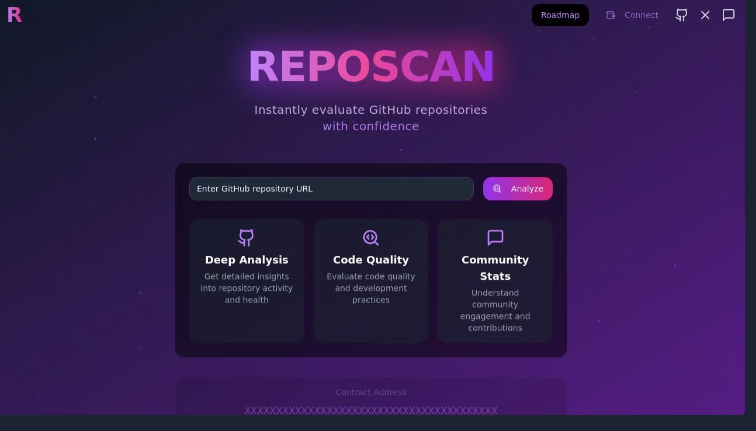 R
Roadmap
Connect
REPOSCAN
Instantly evaluate GitHub repositories
with confidence
Enter GitHub repository URL
Analyze
Deep Analysis
Get detailed insights
into repository activity
and health
Code Quality
Evaluate code quality
and development
practices
Community
Stats
Understand
community
engagement and
contributions
Contract Address
XXXXXXXXXXXXXXXXXXXXXXXXXXXXXXXXXXXXXXXX